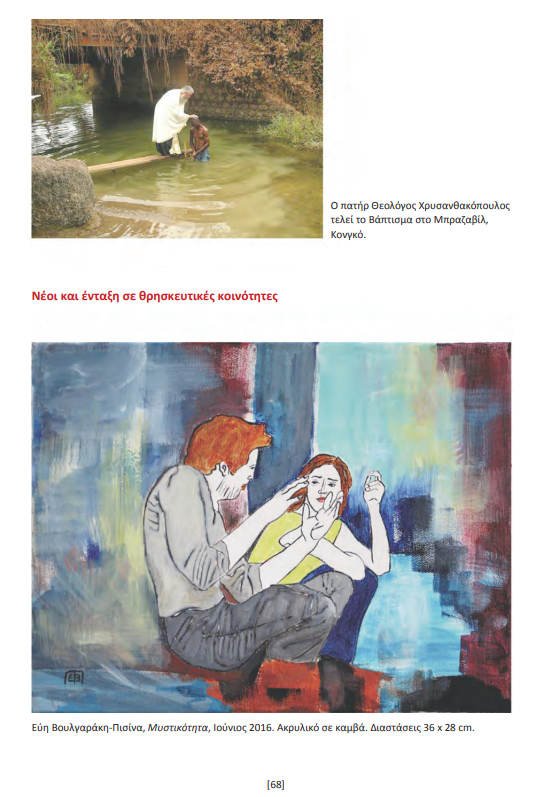 Ο πατήρ Θεολόγος Χρυσανθακόπουλος
τελεί το Βάπτισμα στο Μπραζαβίλ,
Κονγκό.
Νέοι και ένταξη σε θρησκευτικές κοινότητες
Εύη Βουλγαράκη-Πισίνα, Μυστικότητα, Ιούνιος 2016. Ακρυλικό σε καμβά. Διαστάσεις 36 x 28 cm.
[68]